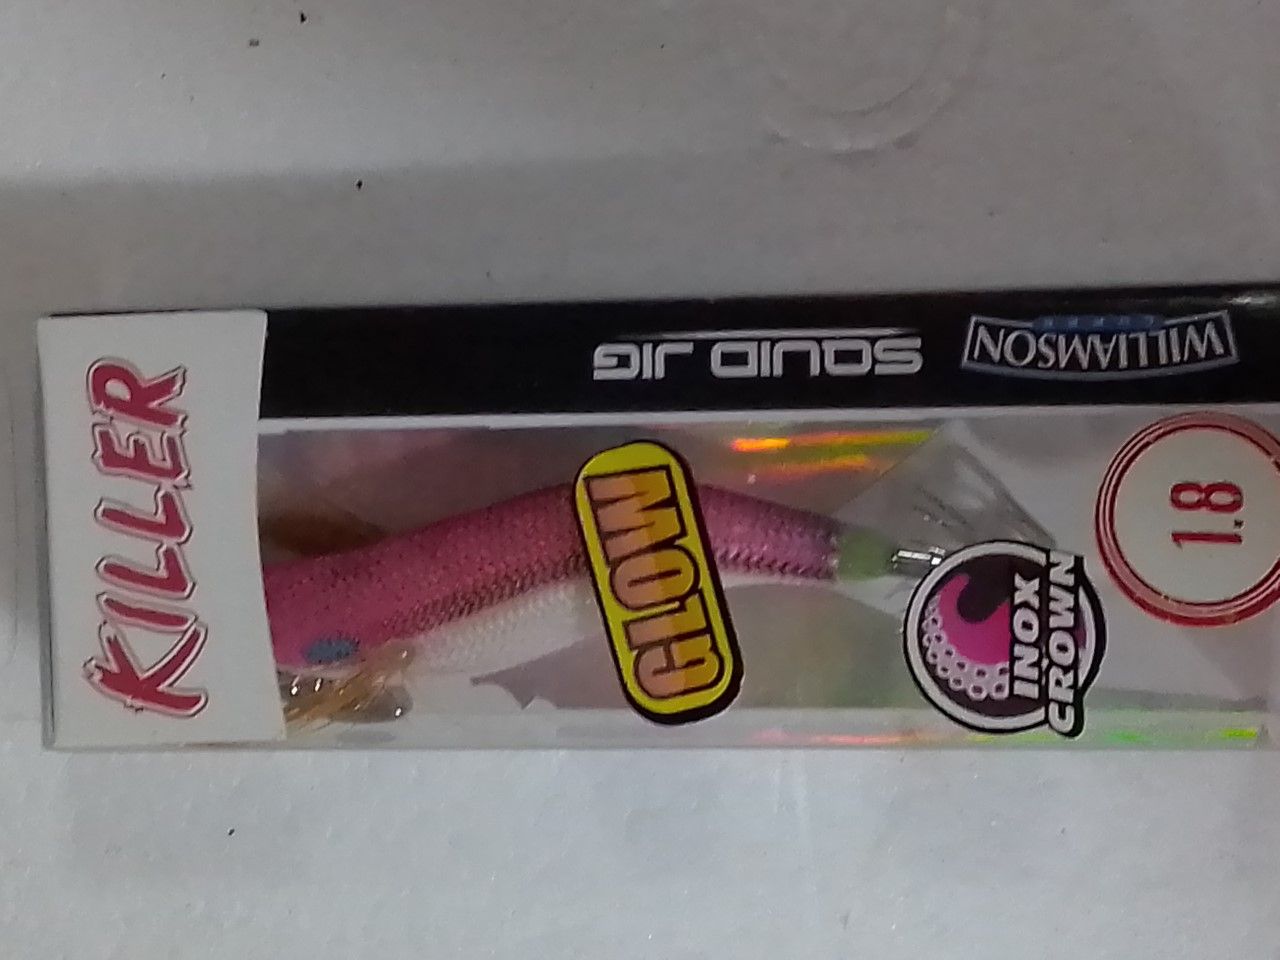 KILLER
SQUID JIG
WILLIAMSON
GLOW
INOX
CROWN
1.8